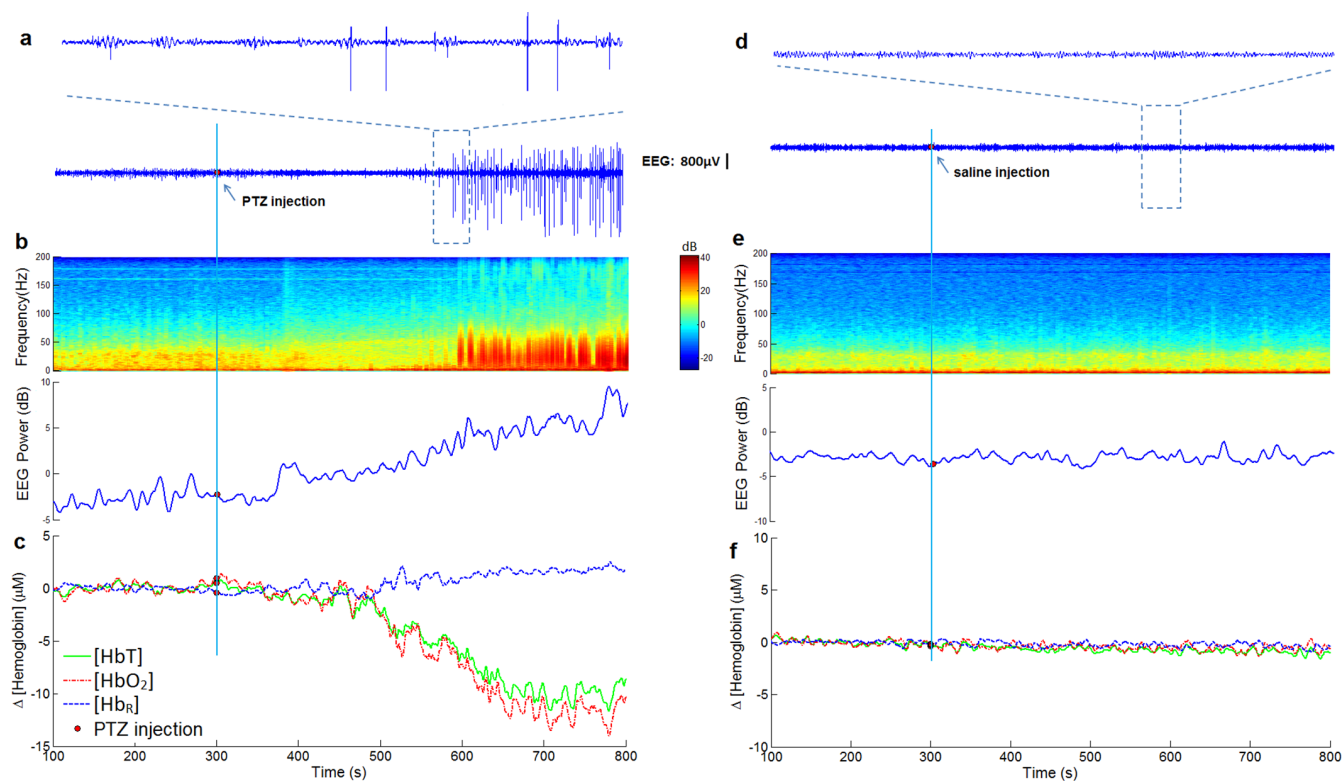 a
PTZ injection
EEG: 800µV
b
dB
40
20
0
-20
Frequency(Hz)
200
150
100
50
0
EEG Power (dB)
10
5
0
-5
c
Δ [Hemoglobin] (µM)
5
0
-5
-10
-15
[HbT]
[HbO₂]
[HbR]
PTZ injection
100 200 300 400 500 600 700 800
Time (s)
d
saline injection
e
Frequency(Hz)
200
150
100
50
0
EEG Power (dB)
5
0
-5
-10
f
Δ [Hemoglobin] (µM)
5
0
-5
-10
100 200 300 400 500 600 700 800
Time (s)